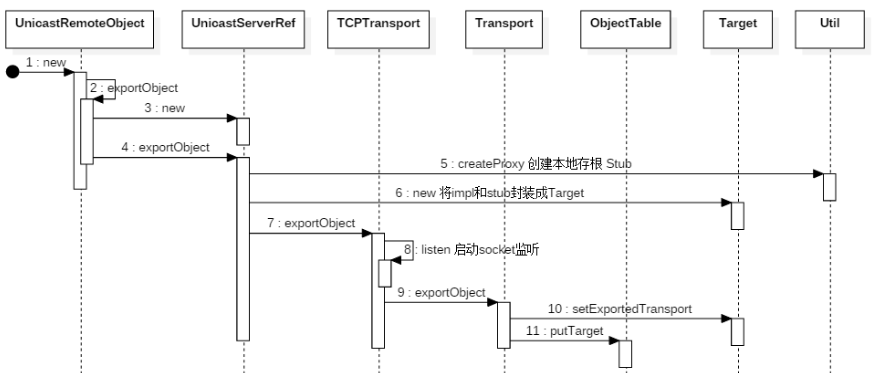 UnicastRemoteObject
UnicastServerRef
TCPTransport
Transport
ObjectTable
Target
Util
1 : new
2 : exportObject
3 : new
4 : exportObject
5 : createProxy 创建本地存根 Stub
6 : new 将impl和stub封装成Target
7 : exportObject
8 : listen 启动socket监听
9 : exportObject
10 : setExportedTransport
11 : putTarget